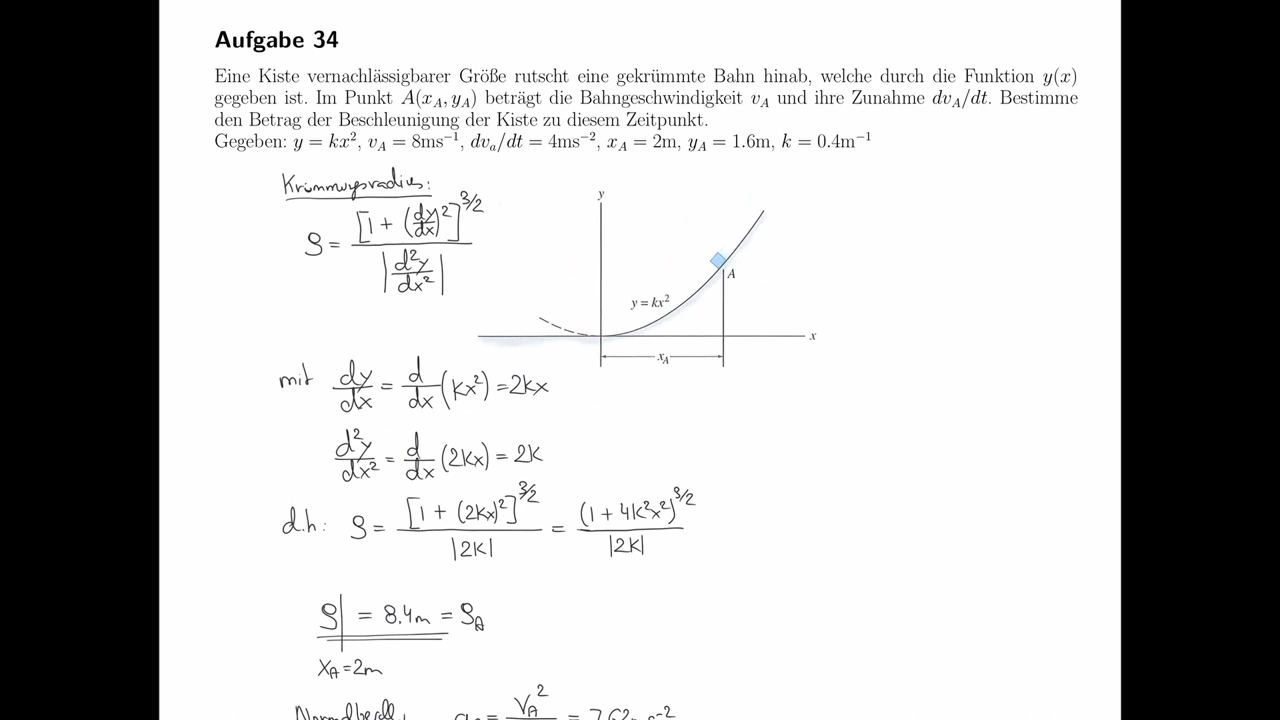 Aufgabe 34
Eine Kiste vernachlässigbarer Größe rutscht eine gekrümmte Bahn hinab, welche durch die Funktion y(x)
gegeben ist. Im Punkt A(x_A, y_A) beträgt die Bahngeschwindigkeit v_A und ihre Zunahme dv_A/dt. Bestimme
den Betrag der Beschleunigung der Kiste zu diesem Zeitpunkt.
Gegeben: y = kx², v_A = 8ms⁻¹, dv_a/dt = 4ms⁻², x_A = 2m, y_A = 1.6m, k = 0.4m⁻¹
Krümmungsradius:
ρ = [1 + (dy/dx)²]^3/2 / |d²y/dx²|
y
A
y = kx²
x
x_A
mit dy/dx = d/dx (kx²) = 2kx
d²y/dx² = d/dx (2kx) = 2k
d.h: ρ = [1 + (2kx)²]^3/2 / |2k| = (1 + 4k²x²)^3/2 / |2k|
ρ| = 8.4m = ρ_A
x_A = 2m
V_A²